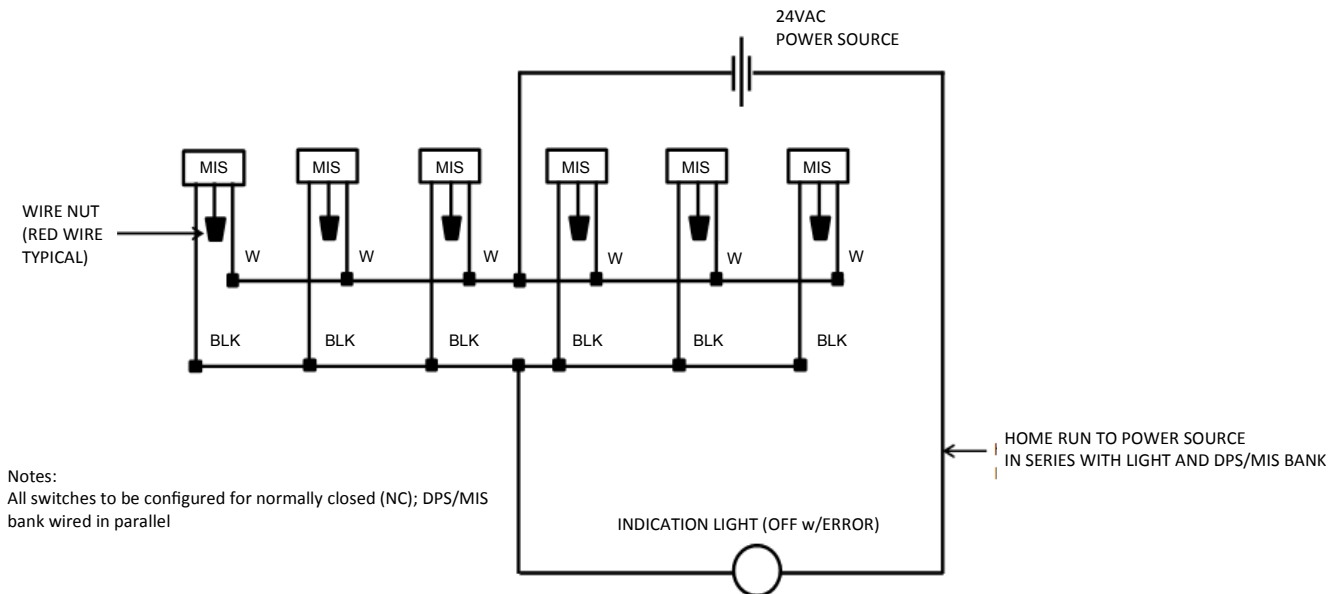 24VAC
POWER SOURCE
MIS
MIS
MIS
MIS
MIS
MIS
WIRE NUT
(RED WIRE
TYPICAL)
W
W
W
W
W
W
BLK
BLK
BLK
BLK
BLK
BLK
HOME RUN TO POWER SOURCE
IN SERIES WITH LIGHT AND DPS/MIS BANK
Notes:
All switches to be configured for normally closed (NC); DPS/MIS
bank wired in parallel
INDICATION LIGHT (OFF w/ERROR)